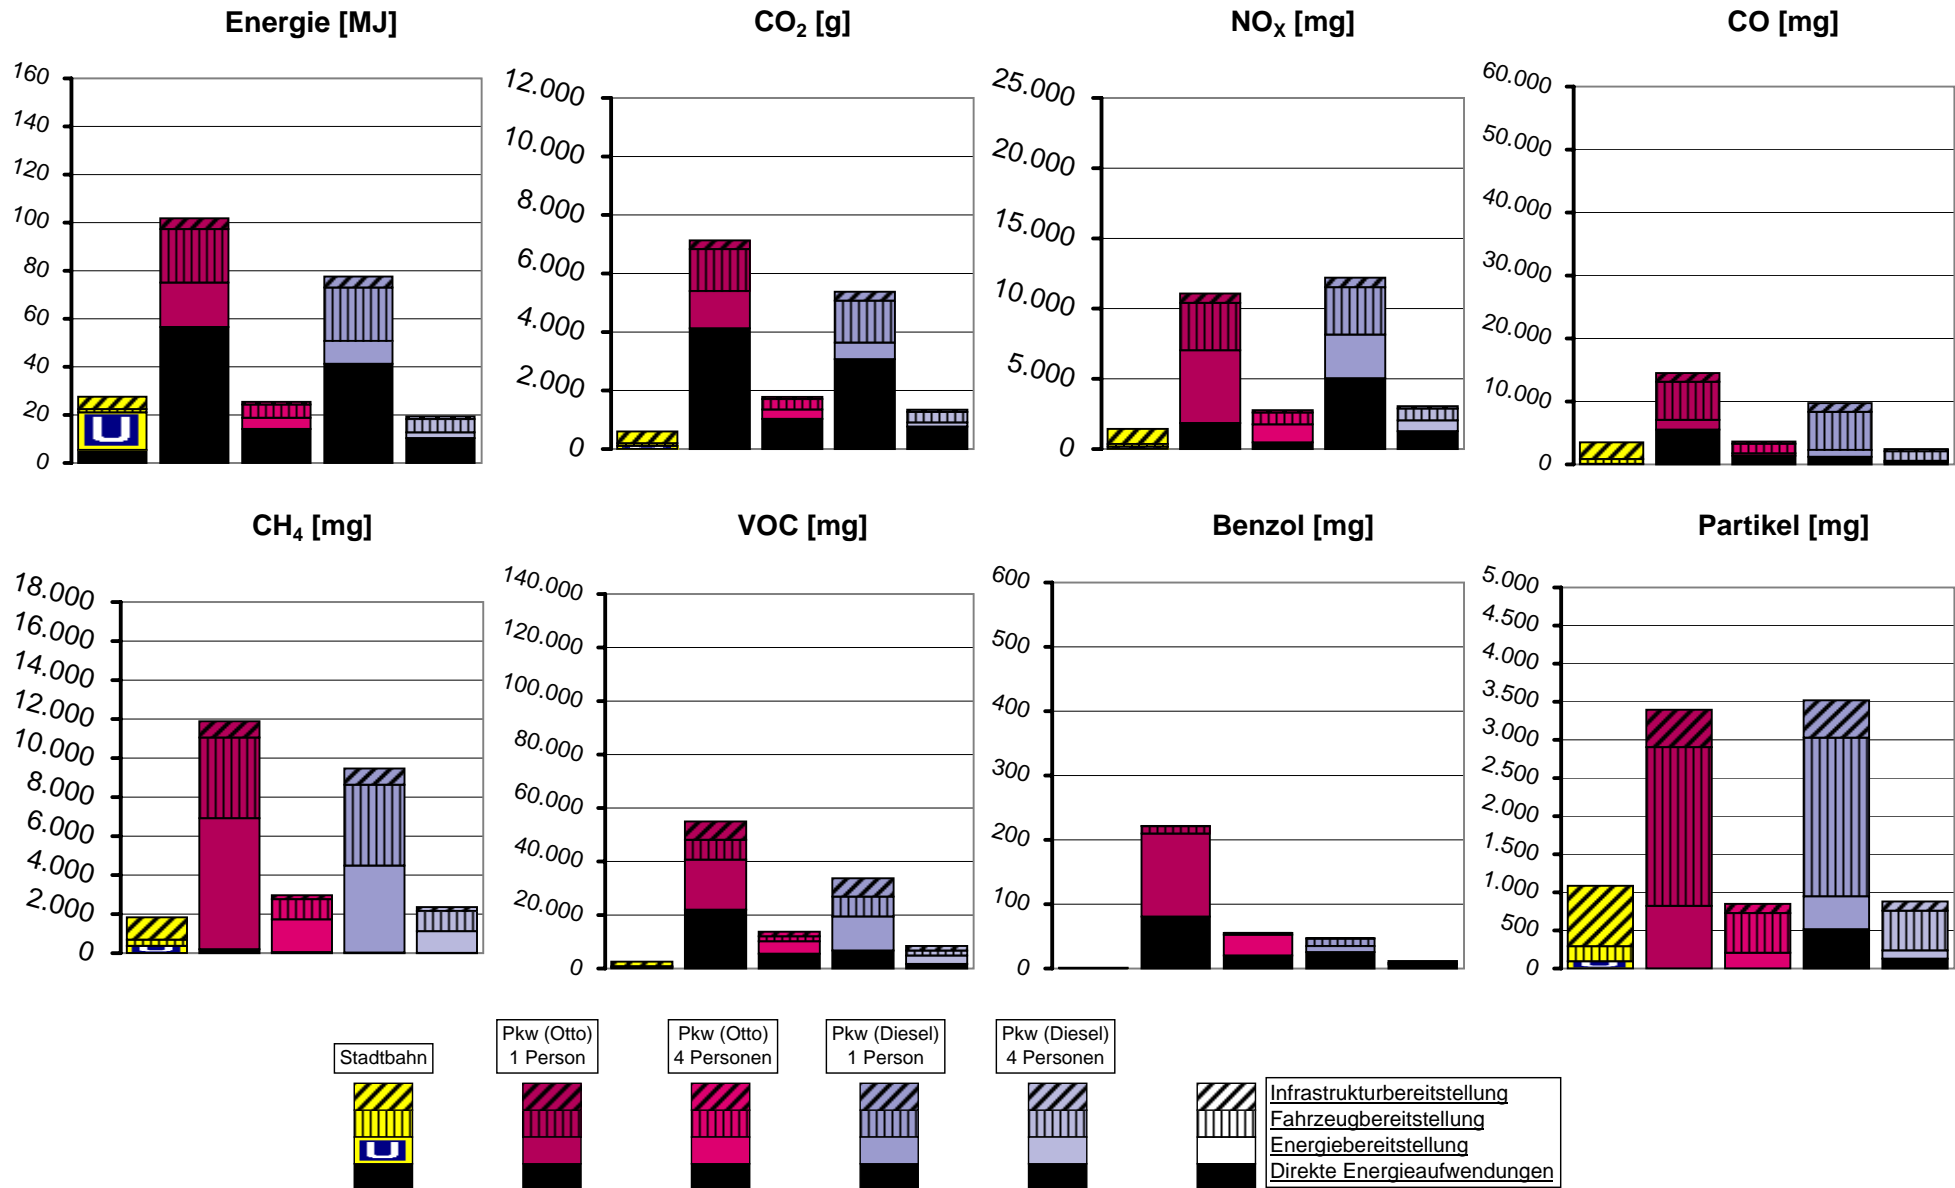 Energie [MJ]
CO₂ [g]
NOₓ [mg]
CO [mg]
160
140
120
100
80
60
40
20
0
U
12.000
10.000
8.000
6.000
4.000
2.000
0
25.000
20.000
15.000
10.000
5.000
0
60.000
50.000
40.000
30.000
20.000
10.000
0
CH₄ [mg]
VOC [mg]
Benzol [mg]
Partikel [mg]
18.000
16.000
14.000
12.000
10.000
8.000
6.000
4.000
2.000
0
140.000
120.000
100.000
80.000
60.000
40.000
20.000
0
600
500
400
300
200
100
0
5.000
4.500
4.000
3.500
3.000
2.500
2.000
1.500
1.000
500
0
Stadtbahn
Pkw (Otto)
1 Person
Pkw (Otto)
4 Personen
Pkw (Diesel)
1 Person
Pkw (Diesel)
4 Personen
U
Infrastrukturbereitstellung
Fahrzeugbereitstellung
Energiebereitstellung
Direkte Energieaufwendungen